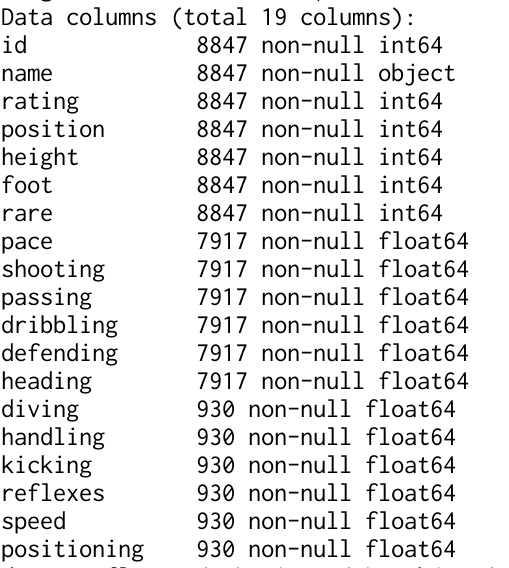 Data columns (total 19 columns):
id 8847 non-null int64
name 8847 non-null object
rating 8847 non-null int64
position 8847 non-null int64
height 8847 non-null int64
foot 8847 non-null int64
rare 8847 non-null int64
pace 7917 non-null float64
shooting 7917 non-null float64
passing 7917 non-null float64
dribbling 7917 non-null float64
defending 7917 non-null float64
heading 7917 non-null float64
diving 930 non-null float64
handling 930 non-null float64
kicking 930 non-null float64
reflexes 930 non-null float64
speed 930 non-null float64
positioning 930 non-null float64